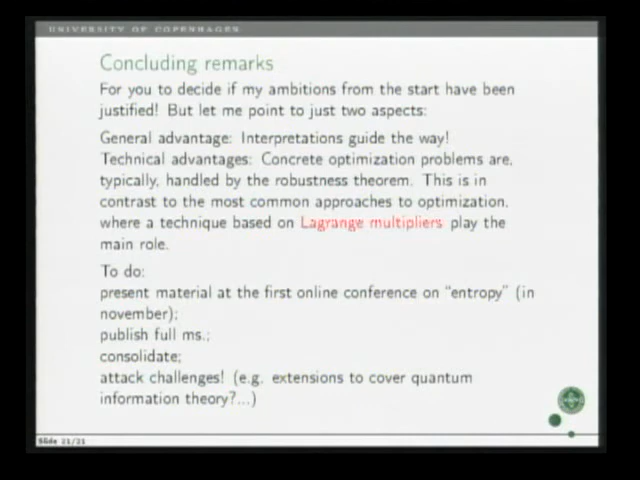 UNIVERSITY OF COPENHAGEN
Concluding remarks
For you to decide if my ambitions from the start have been
justified! But let me point to just two aspects:
General advantage: Interpretations guide the way!
Technical advantages: Concrete optimization problems are,
typically, handled by the robustness theorem. This is in
contrast to the most common approaches to optimization,
where a technique based on Lagrange multipliers play the
main role.
To do:
present material at the first online conference on “entropy” (in
november);
publish full ms.;
consolidate;
attack challenges! (e.g. extensions to cover quantum
information theory?...)
Slide 21/21